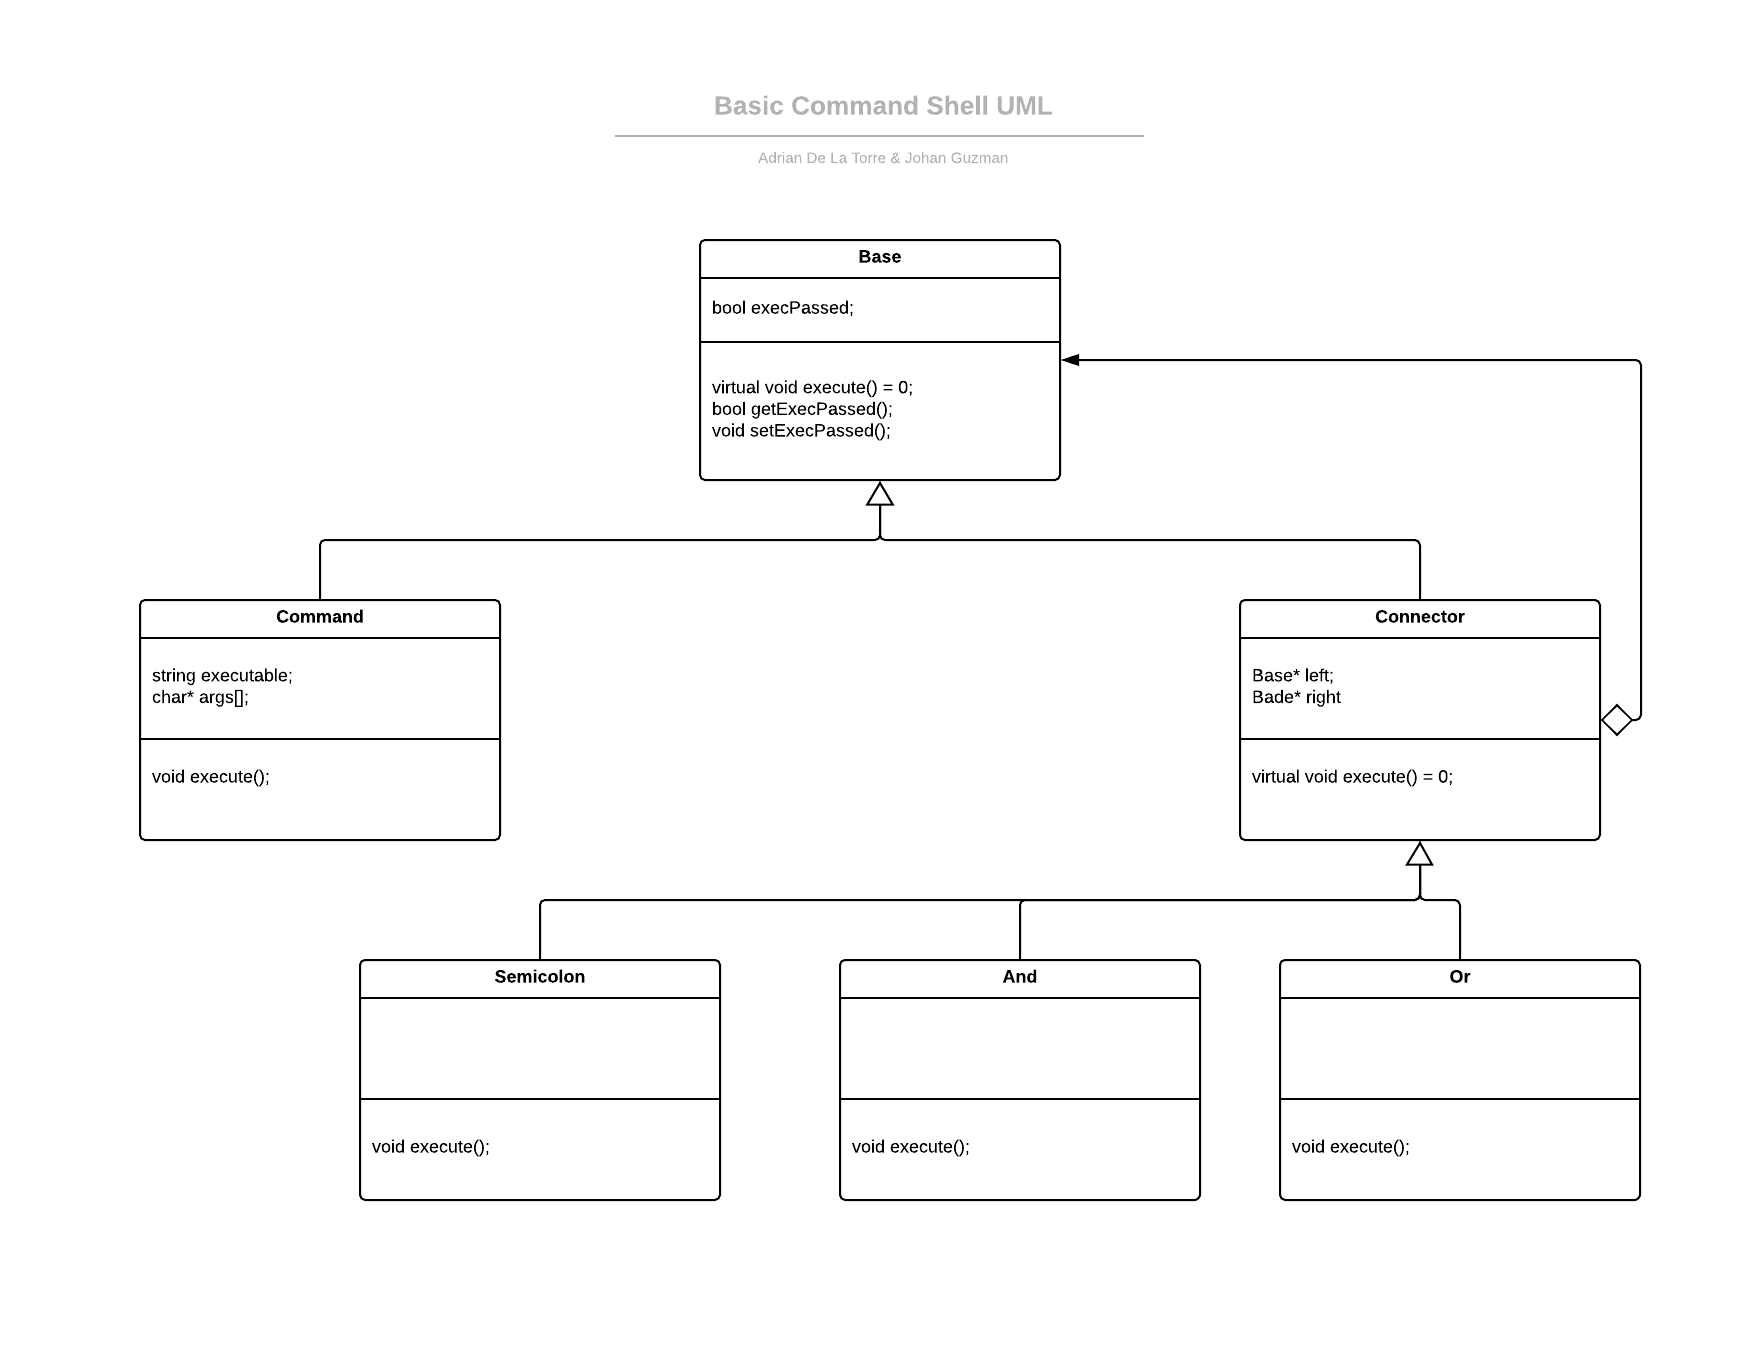 Basic Command Shell UML
Adrian De La Torre & Johan Guzman
Base
bool execPassed;
virtual void execute() = 0;
bool getExecPassed();
void setExecPassed();
Command
string executable;
char* args[];
void execute();
Connector
Base* left;
Bade* right
virtual void execute() = 0;
Semicolon
void execute();
And
void execute();
Or
void execute();